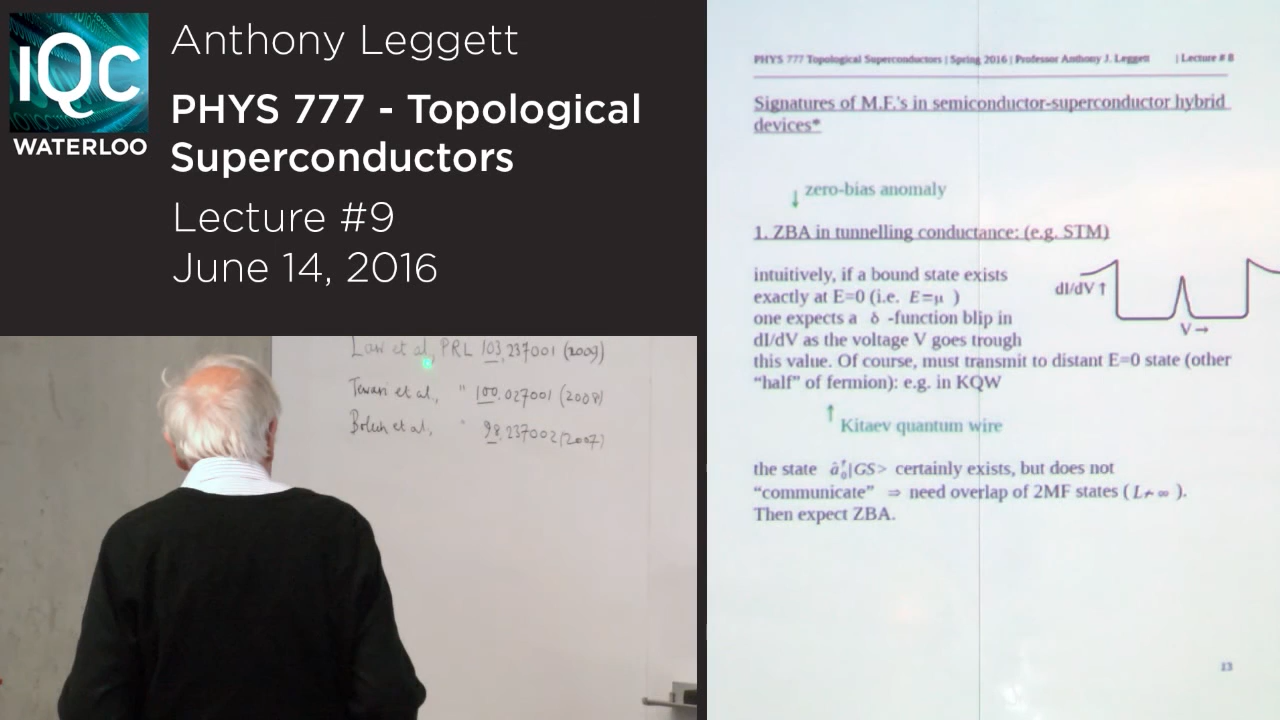 IQC
WATERLOO
Anthony Leggett
PHYS 777 - Topological
Superconductors
Lecture #9
June 14, 2016
Law et al, PRL 103, 237001 (2009)
Tewari et al., " 100, 027001 (2008)
Bolech et al, " 98, 237002 (2007)
PHYS 777 Topological Superconductors | Spring 2016 | Professor Anthony J. Leggett | Lecture # 8
Signatures of M.F.'s in semiconductor-superconductor hybrid
devices*
↓ zero-bias anomaly
1. ZBA in tunnelling conductance: (e.g. STM)
intuitively, if a bound state exists
exactly at E=0 (i.e. E=μ )
one expects a δ -function blip in
dI/dV as the voltage V goes trough
this value. Of course, must transmit to distant E=0 state (other
"half" of fermion): e.g. in KQW
dI/dV ↑
V→
↑ Kitaev quantum wire
the state â₀†|GS> certainly exists, but does not
"communicate" ⇒ need overlap of 2MF states ( L↛∞ ).
Then expect ZBA.
13